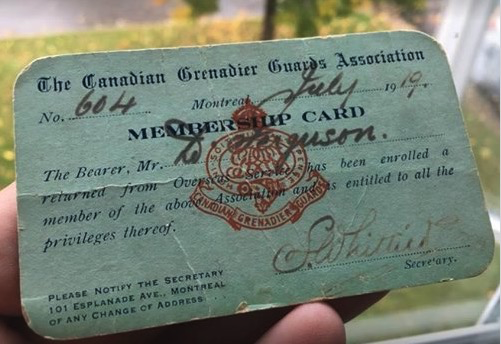 The Canadian Grenadier Guards Association
No. 604 Montreal, July 1919.
MEMBERSHIP CARD
The Bearer, Mr. D. Ferguson.
returned from Overseas Service, has been enrolled a
member of the above Association and is entitled to all the
privileges thereof.
CANADIAN GRENADIER GUARDS
Secretary.
PLEASE NOTIFY THE SECRETARY
101 ESPLANADE AVE., MONTREAL
OF ANY CHANGE OF ADDRESS